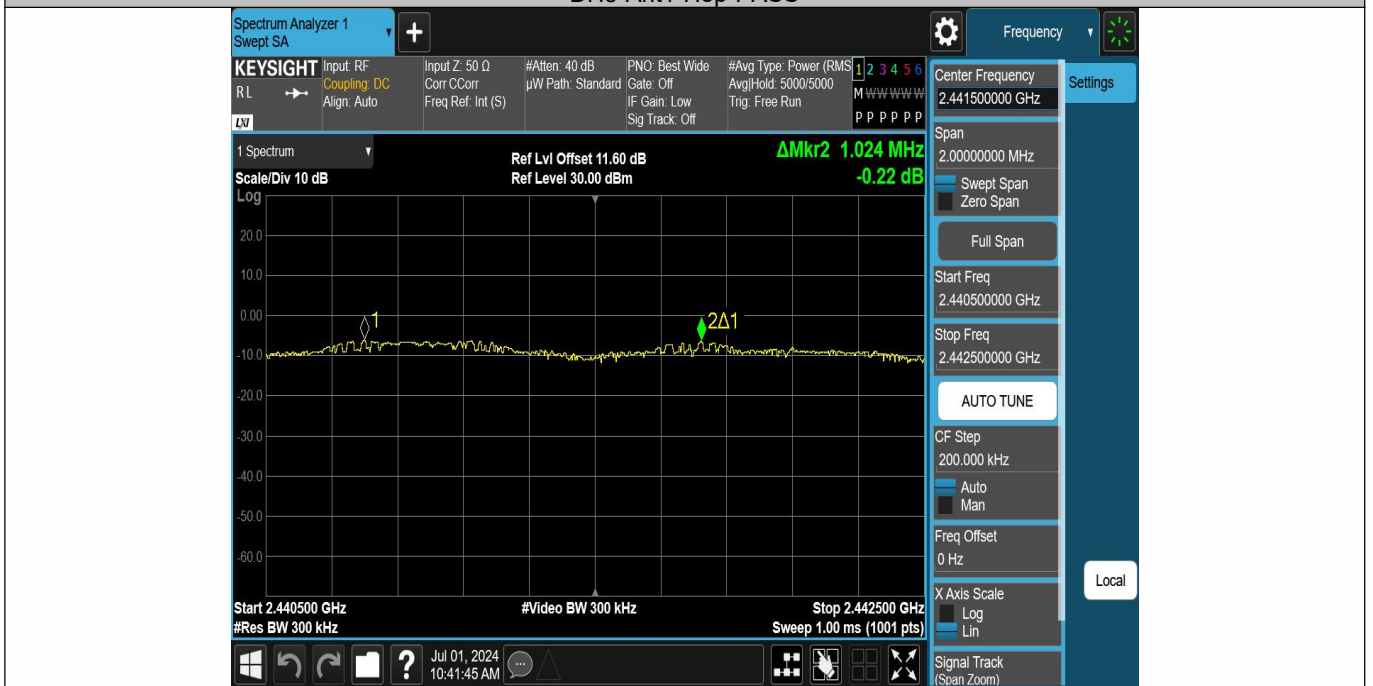 Spectrum Analyzer 1
Swept SA
Frequency
KEYSIGHT
RL
LXI
Input: RF
Coupling: DC
Align: Auto
Input Z: 50 Ω
Corr CCorr
Freq Ref: Int (S)
#Atten: 40 dB
µW Path: Standard
PNO: Best Wide
Gate: Off
IF Gain: Low
Sig Track: Off
#Avg Type: Power (RMS
Avg|Hold: 5000/5000
Trig: Free Run
1 2 3 4 5 6
M W W W W W
P P P P P P
1 Spectrum
Scale/Div 10 dB
Log
Ref Lvl Offset 11.60 dB
Ref Level 30.00 dBm
ΔMkr2 1.024 MHz
-0.22 dB
20.0
10.0
0.00
-10.0
-20.0
-30.0
-40.0
-50.0
-60.0
1
2Δ1
Start 2.440500 GHz
#Res BW 300 kHz
#Video BW 300 kHz
Stop 2.442500 GHz
Sweep 1.00 ms (1001 pts)
Jul 01, 2024
10:41:45 AM
Center Frequency
2.441500000 GHz
Settings
Span
2.00000000 MHz
Swept Span
Zero Span
Full Span
Start Freq
2.440500000 GHz
Stop Freq
2.442500000 GHz
AUTO TUNE
CF Step
200.000 kHz
Auto
Man
Freq Offset
0 Hz
X Axis Scale
Log
Lin
Local
Signal Track
(Span Zoom)